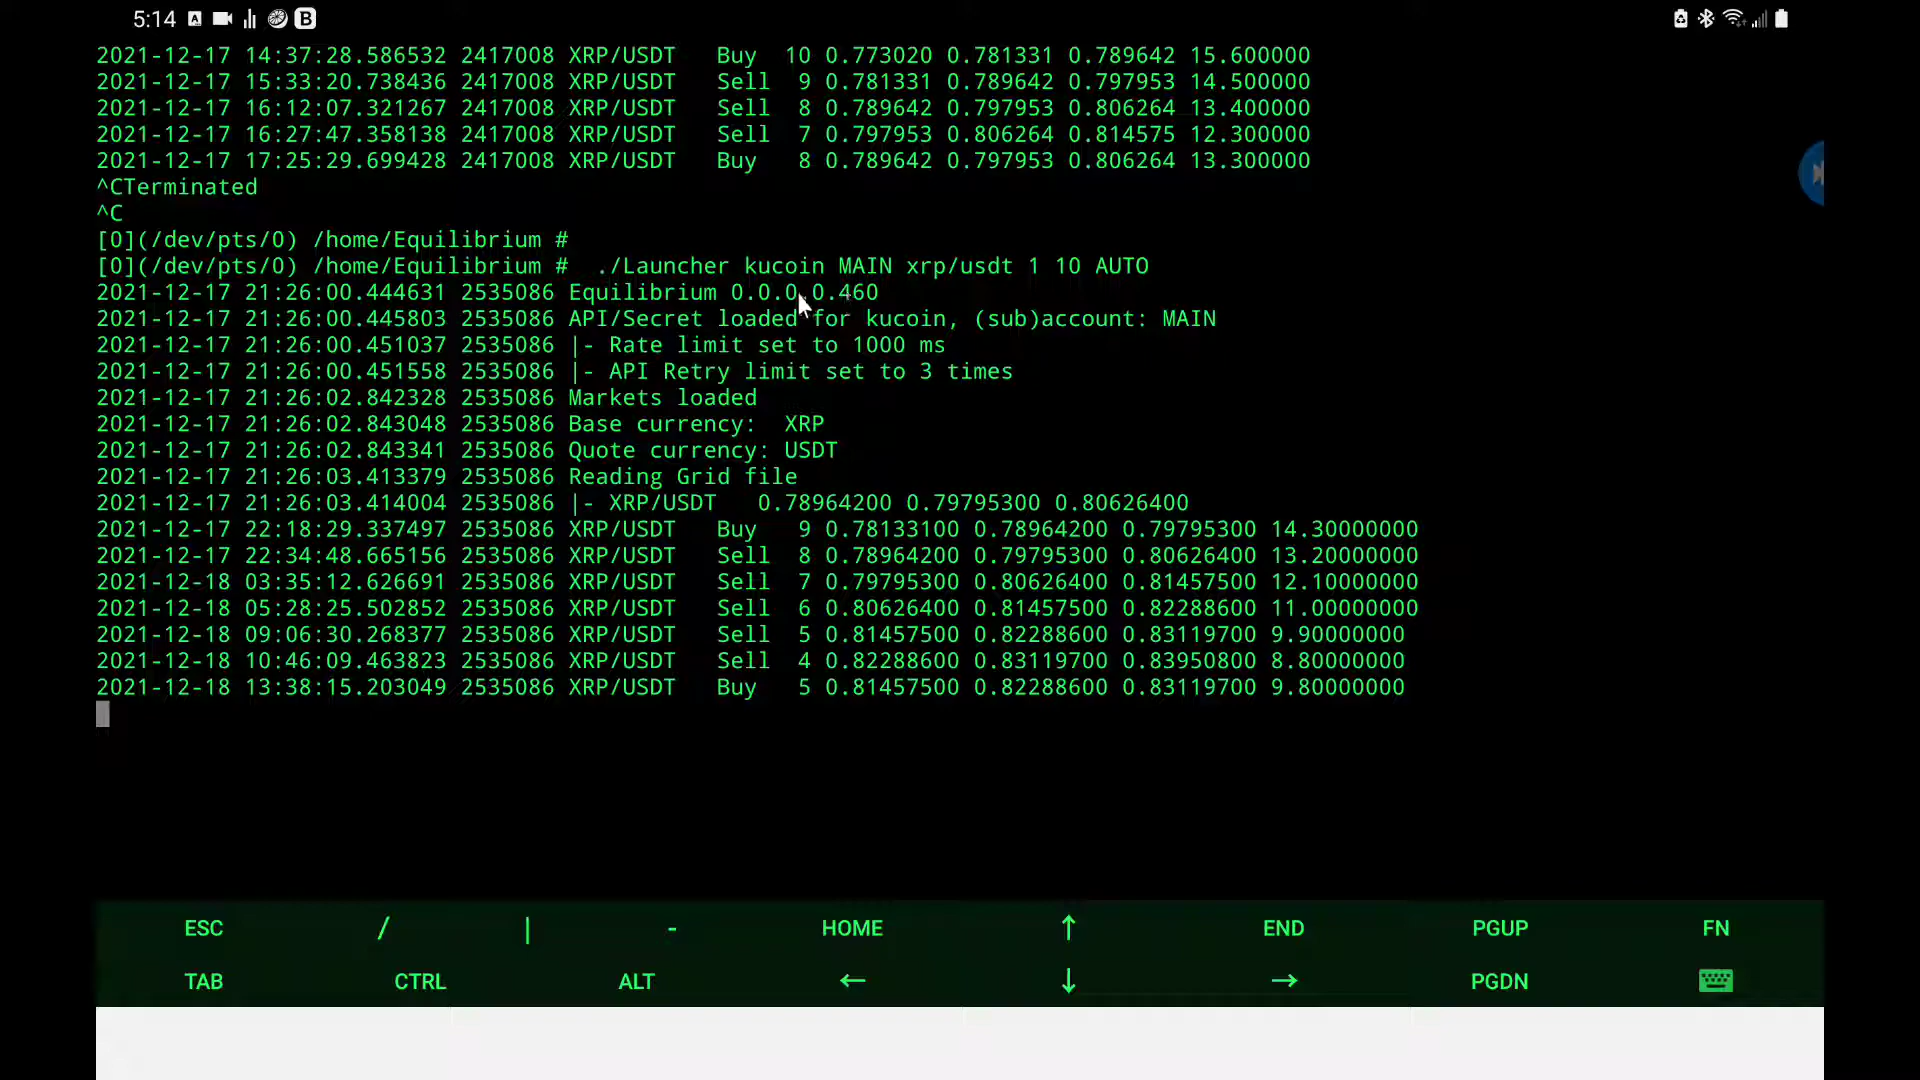 5:14
2021-12-17 14:37:28.586532 2417008 XRP/USDT   Buy  10 0.773020 0.781331 0.789642 15.600000
2021-12-17 15:33:20.738436 2417008 XRP/USDT   Sell  9 0.781331 0.789642 0.797953 14.500000
2021-12-17 16:12:07.321267 2417008 XRP/USDT   Sell  8 0.789642 0.797953 0.806264 13.400000
2021-12-17 16:27:47.358138 2417008 XRP/USDT   Sell  7 0.797953 0.806264 0.814575 12.300000
2021-12-17 17:25:29.699428 2417008 XRP/USDT   Buy   8 0.789642 0.797953 0.806264 13.300000
^CTerminated
^C
[0](/dev/pts/0) /home/Equilibrium #
[0](/dev/pts/0) /home/Equilibrium #  ./Launcher kucoin MAIN xrp/usdt 1 10 AUTO
2021-12-17 21:26:00.444631 2535086 Equilibrium 0.0.0.0.460
2021-12-17 21:26:00.445803 2535086 API/Secret loaded for kucoin, (sub)account: MAIN
2021-12-17 21:26:00.451037 2535086 |- Rate limit set to 1000 ms
2021-12-17 21:26:00.451558 2535086 |- API Retry limit set to 3 times
2021-12-17 21:26:02.842328 2535086 Markets loaded
2021-12-17 21:26:02.843048 2535086 Base currency:  XRP
2021-12-17 21:26:02.843341 2535086 Quote currency: USDT
2021-12-17 21:26:03.413379 2535086 Reading Grid file
2021-12-17 21:26:03.414004 2535086 |- XRP/USDT   0.78964200 0.79795300 0.80626400
2021-12-17 22:18:29.337497 2535086 XRP/USDT   Buy   9 0.78133100 0.78964200 0.79795300 14.30000000
2021-12-17 22:34:48.665156 2535086 XRP/USDT   Sell  8 0.78964200 0.79795300 0.80626400 13.20000000
2021-12-18 03:35:12.626691 2535086 XRP/USDT   Sell  7 0.79795300 0.80626400 0.81457500 12.10000000
2021-12-18 05:28:25.502852 2535086 XRP/USDT   Sell  6 0.80626400 0.81457500 0.82288600 11.00000000
2021-12-18 09:06:30.268377 2535086 XRP/USDT   Sell  5 0.81457500 0.82288600 0.83119700 9.90000000
2021-12-18 10:46:09.463823 2535086 XRP/USDT   Sell  4 0.82288600 0.83119700 0.83950800 8.80000000
2021-12-18 13:38:15.203049 2535086 XRP/USDT   Buy   5 0.81457500 0.82288600 0.83119700 9.80000000
ESC / | - HOME ↑ END PGUP FN
TAB CTRL ALT ← ↓ → PGDN